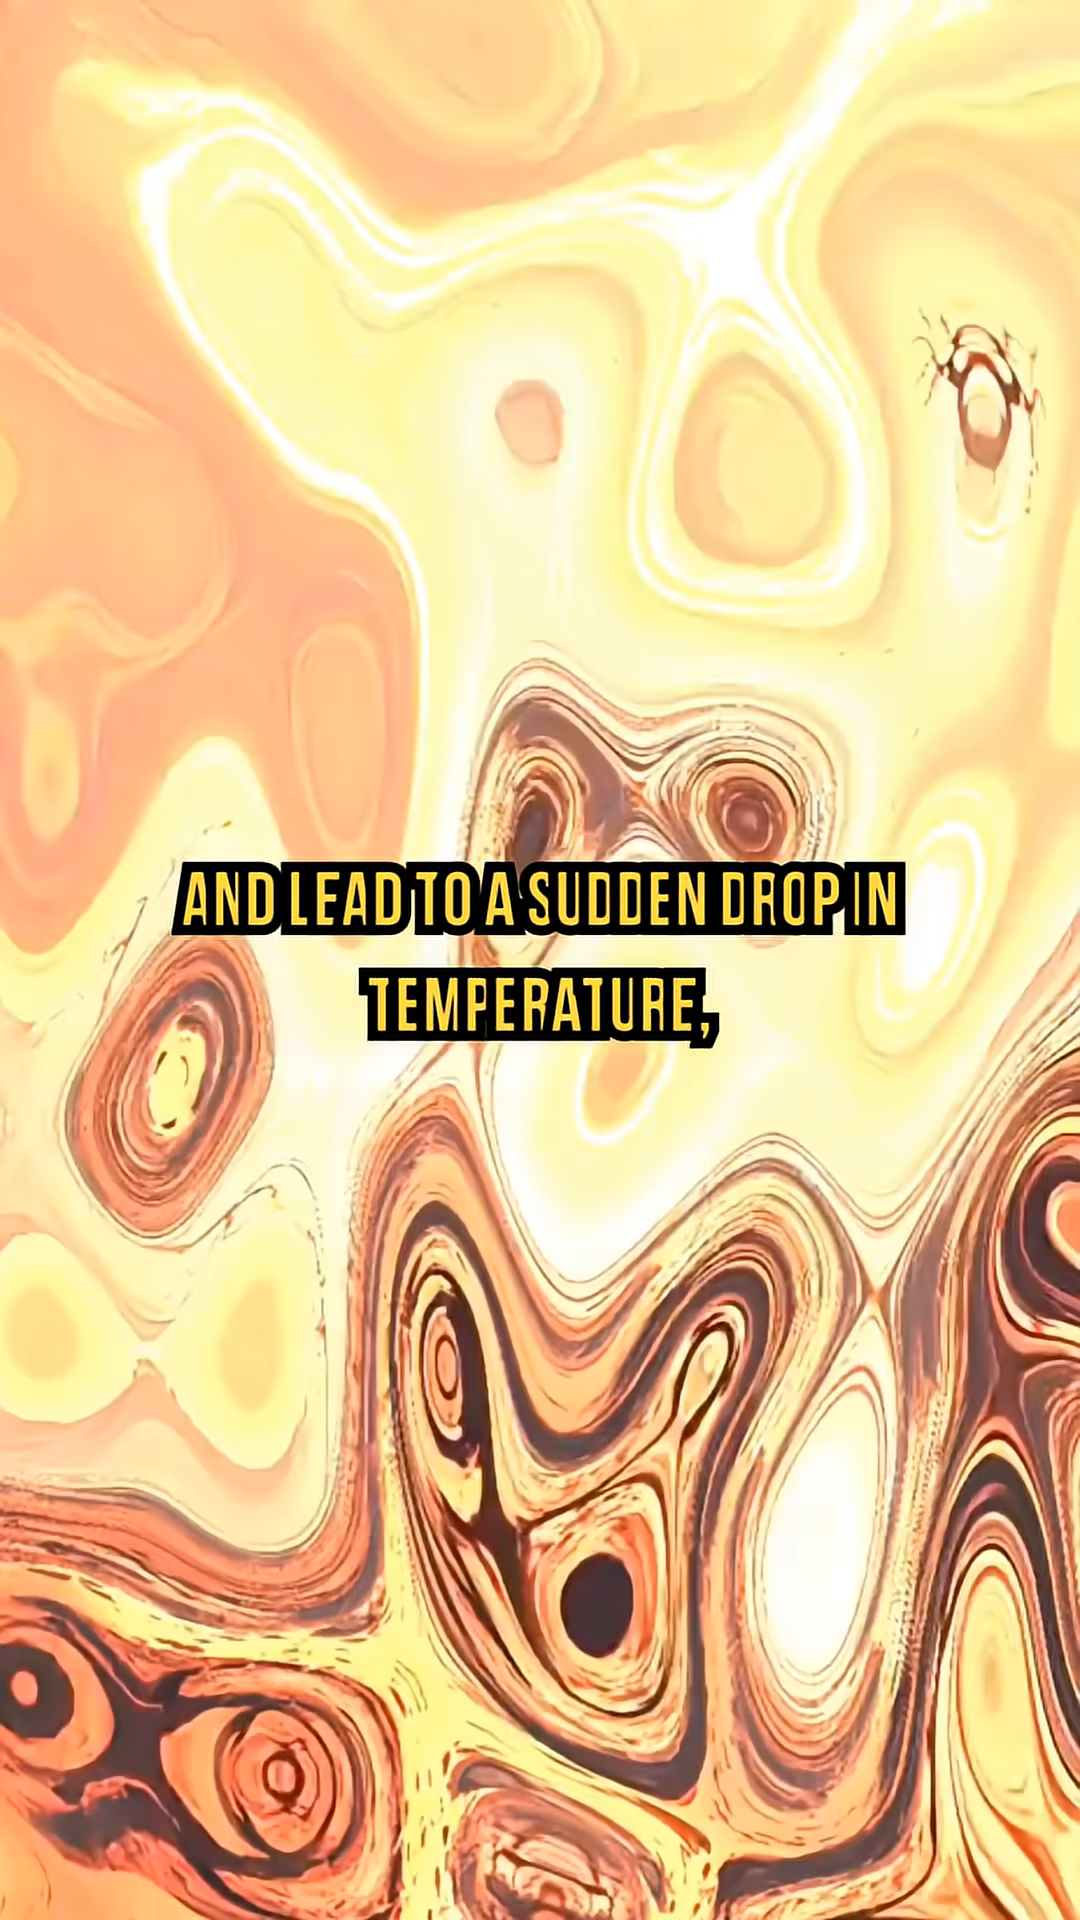 AND LEAD TO A SUDDEN DROP IN
TEMPERATURE,